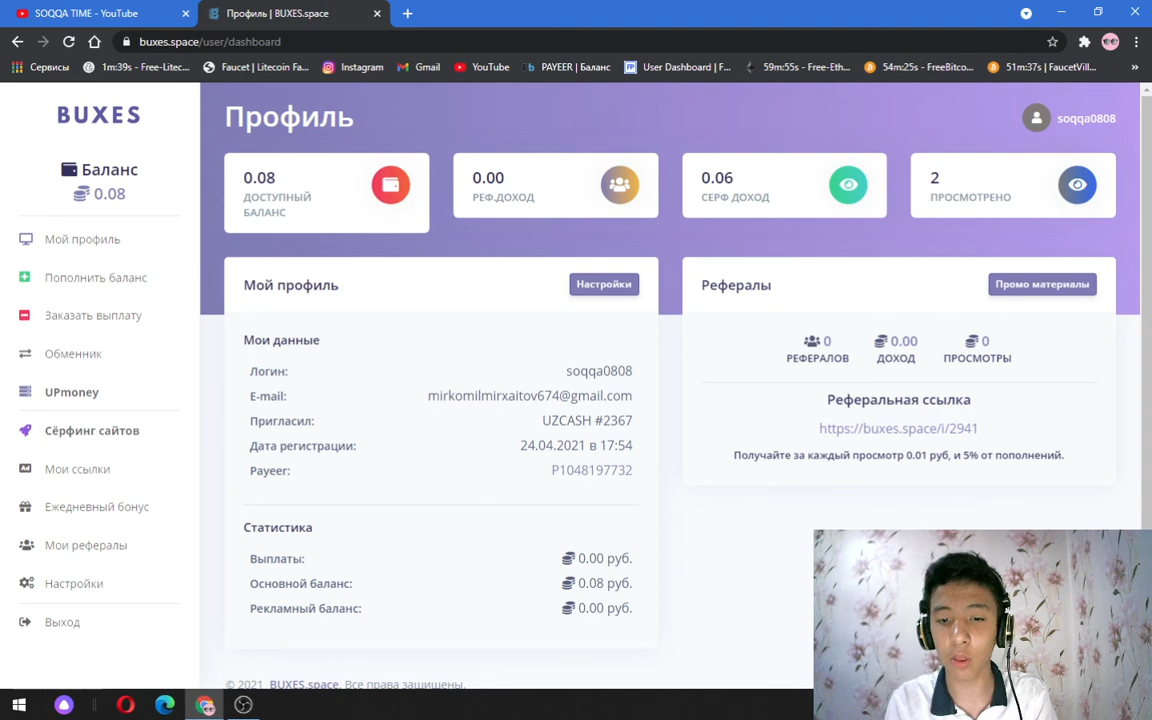 SOQQA TIME - YouTube
Профиль | BUXES.space
buxes.space/user/dashboard
Сервисы
1m:39s - Free-Litec...
Faucet | Litecoin Fa...
Instagram
Gmail
YouTube
PAYEER | Баланс
User Dashboard | F...
59m:55s - Free-Eth...
54m:25s - FreeBitco...
51m:37s | FaucetVill...
»
BUXES
Баланс
0.08
Мой профиль
Пополнить баланс
Заказать выплату
Обменник
UPmoney
Сёрфинг сайтов
Мои ссылки
Ежедневный бонус
Мои рефералы
Настройки
Выход
Профиль
soqqa0808
0.08
ДОСТУПНЫЙ
БАЛАНС
0.00
РЕФ.ДОХОД
0.06
СЕРФ ДОХОД
2
ПРОСМОТРЕНО
Мой профиль
Настройки
Мои данные
Логин: soqqa0808
E-mail: mirkomilmirxaitov674@gmail.com
Пригласил: UZCASH #2367
Дата регистрации: 24.04.2021 в 17:54
Payeer: P1048197732
Статистика
Выплаты: 0.00 руб.
Основной баланс: 0.08 руб.
Рекламный баланс: 0.00 руб.
Рефералы
Промо материалы
0 0.00 0
РЕФЕРАЛОВ ДОХОД ПРОСМОТРЫ
Реферальная ссылка
https://buxes.space/i/2941
Получайте за каждый просмотр 0.01 руб, и 5% от пополнений.
© 2021 BUXES.space. Все права защищены.